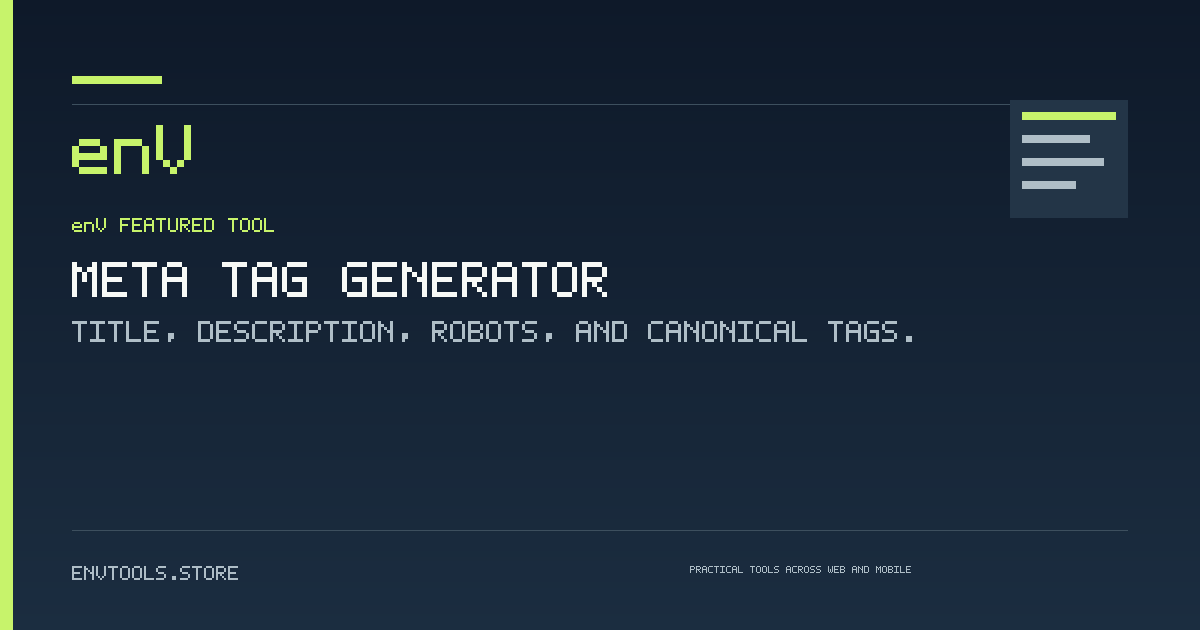 enV
enV FEATURED TOOL
META TAG GENERATOR
TITLE, DESCRIPTION, ROBOTS, AND CANONICAL TAGS.
ENVTOOLS.STORE
PRACTICAL TOOLS ACROSS WEB AND MOBILE